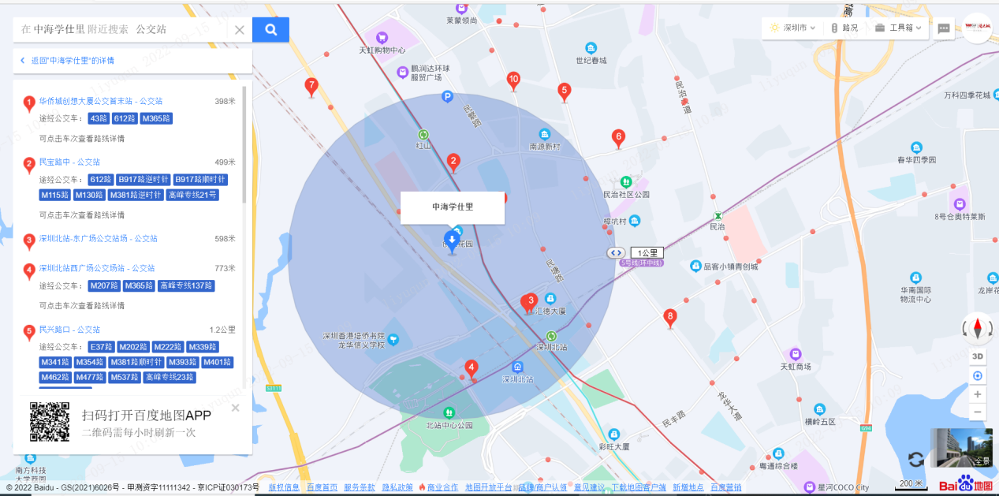 在 中海学仕里 附近搜索 公交站
返回"中海学仕里"的详情
1 华侨城创想大厦公交首末站 - 公交站 398米
途经公交车： 43路 612路 M365路
可点击车次查看路线详情
2 民宝路中 - 公交站 499米
途经公交车： 612路 B917路逆时针 B917路顺时针
M115路 M130路 M381路逆时针 高峰专线21号
可点击车次查看路线详情
3 深圳北站-东广场公交站场 - 公交站 598米
4 深圳北站西广场公交场站 - 公交站 773米
途经公交车： M207路 M365路 高峰专线137路
可点击车次查看路线详情
5 民兴路口 - 公交站 1.2公里
途经公交车： E37路 M202路 M222路 M339路
M341路 M354路 M381路顺时针 M393路 M401路
M462路 M477路 M537路 高峰专线23路
扫码打开百度地图APP
二维码需每小时刷新一次
南方科技
大学荔园
莱蒙领尚
天虹购物中心
鹏润达环球
服贸广场
世纪春城
深圳市
路况
工具箱
7
10
5
P
民繁路
民治大道
万科四季花城
红山
南源新村
6
2
春华四季园
民治社区公园
中海学仕里
樟坑村
民治
8号仓奥特莱斯
花园
1公里
5号线(环中线)
民塘路
品客小镇青创城
华南国际
物流中心
龙岸花
3
汇德大厦
8
深圳香港培侨书院
龙华信义学校
深圳北站
天虹商场
4
深圳北站
3D
S3111
北站中心公园
民丰路
龙华大道
横岭五区
G94
彩旺大厦
粤通综合楼
全景
星河COCO City
200 米
Bai du 地图
© 2022 Baidu - GS(2021)6026号 - 甲测资字11111342 - 京ICP证030173号 版权信息 百度首页 服务条款 隐私政策 商业合作 地图开放平台 品牌/商户认领 意见建议 下载地图客户端 新增地点 百度营销